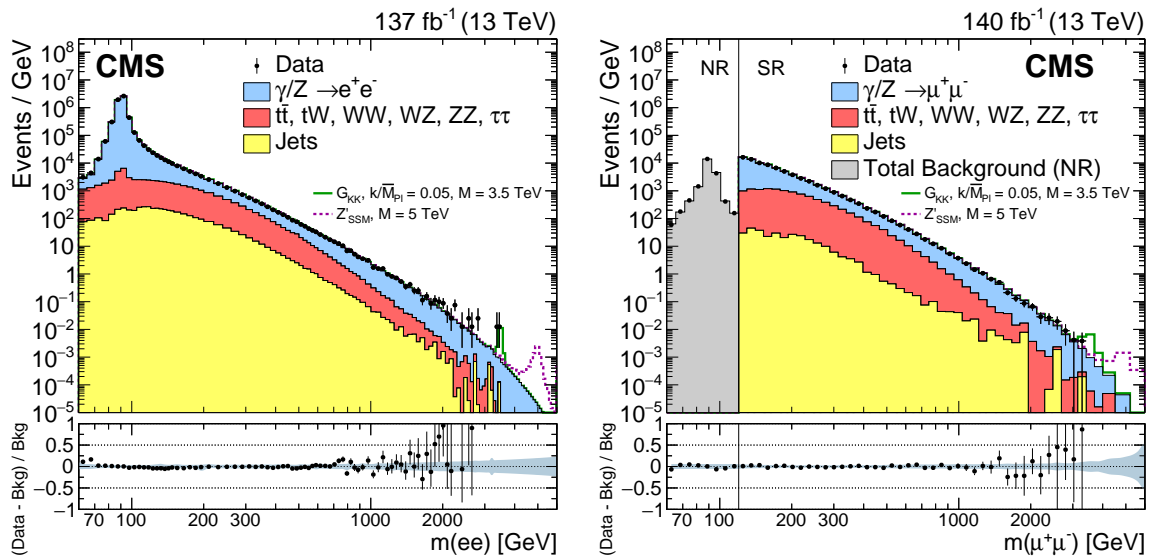 137 fb⁻¹ (13 TeV)
CMS
Data
γ/Z →e⁺e⁻
tt̄, tW, WW, WZ, ZZ, ττ
Jets
G_KK, k/M̄_Pl = 0.05, M = 3.5 TeV
Z'_SSM, M = 5 TeV
Events / GeV
10⁸
10⁷
10⁶
10⁵
10⁴
10³
10²
10
1
10⁻¹
10⁻²
10⁻³
10⁻⁴
10⁻⁵
(Data - Bkg) / Bkg
1
0.5
0
−0.5
−1
70 100 200 300 1000 2000
m(ee) [GeV]
140 fb⁻¹ (13 TeV)
NR SR
CMS
Data
γ/Z →μ⁺μ⁻
tt̄, tW, WW, WZ, ZZ, ττ
Jets
Total Background (NR)
G_KK, k/M̄_Pl = 0.05, M = 3.5 TeV
Z'_SSM, M = 5 TeV
Events / GeV
10⁸
10⁷
10⁶
10⁵
10⁴
10³
10²
10
1
10⁻¹
10⁻²
10⁻³
10⁻⁴
10⁻⁵
(Data - Bkg) / Bkg
1
0.5
0
−0.5
−1
70 100 200 300 1000 2000
m(μ⁺μ⁻) [GeV]